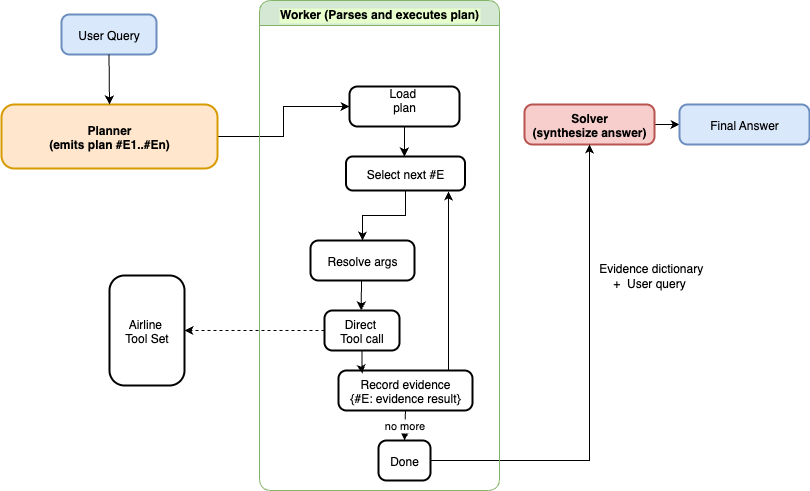 Worker (Parses and executes plan)
User Query
Load
plan
Planner
(emits plan #E1..#En)
Solver
(synthesize answer)
Final Answer
Select next #E
Resolve args
Evidence dictionary
+ User query
Airline
Tool Set
Direct
Tool call
Record evidence
{#E: evidence result}
no more
Done